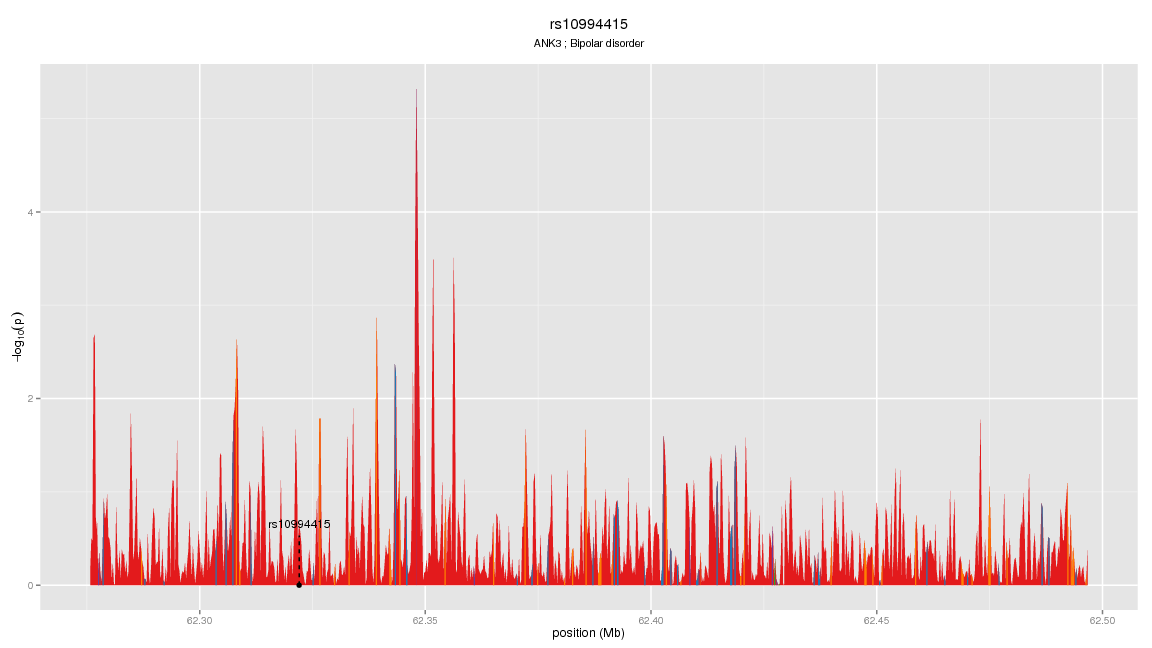 rs10994415
ANK3 ; Bipolar disorder
−log10(p)
4
2
0
rs10994415
62.30
62.35
62.40
62.45
62.50
position (Mb)